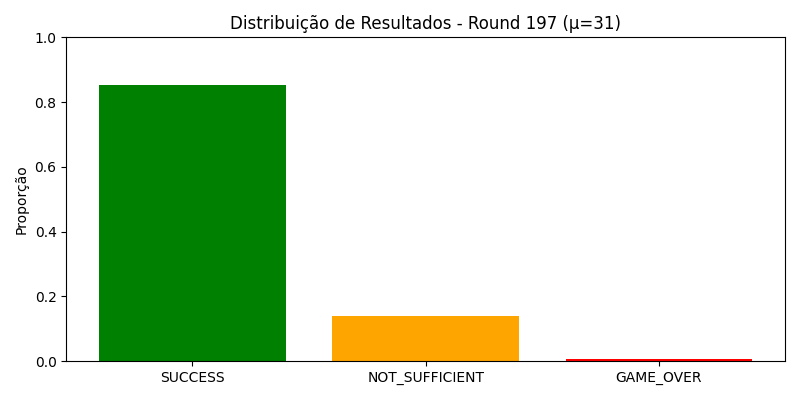 Distribuição de Resultados - Round 197 (μ=31)
Proporção
1.0
0.8
0.6
0.4
0.2
0.0
SUCCESS
NOT_SUFFICIENT
GAME_OVER